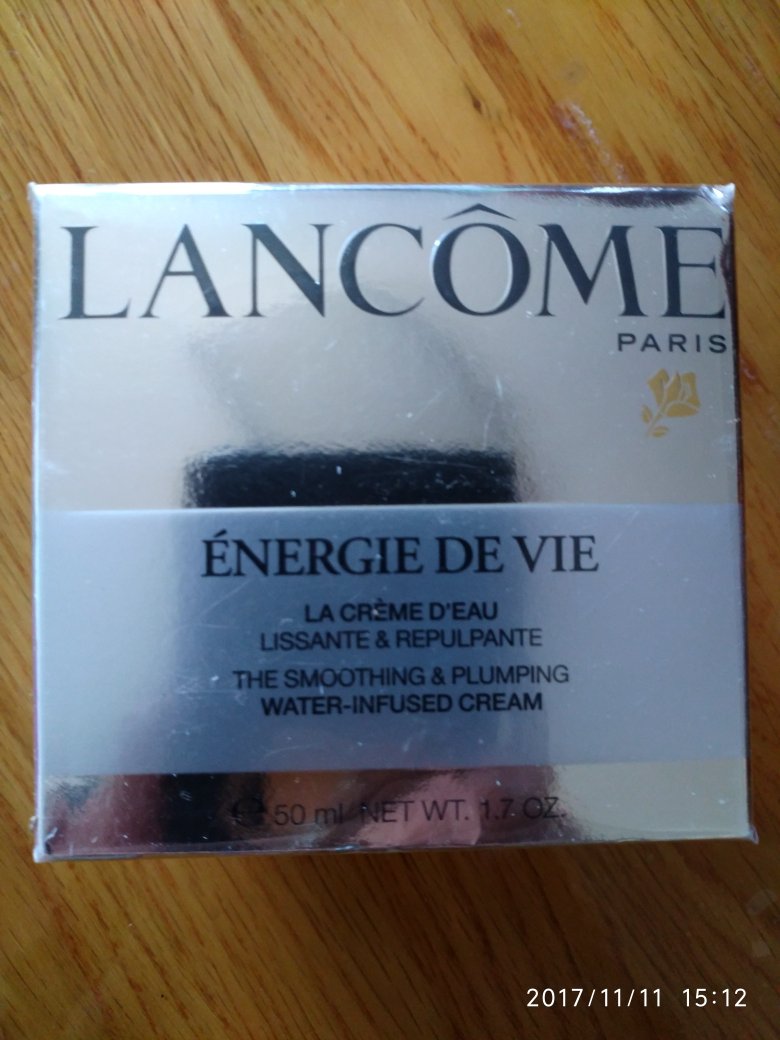 LANCÔME
PARIS
ÉNERGIE DE VIE
LA CRÈME D'EAU
LISSANTE & REPULPANTE
THE SMOOTHING & PLUMPING
WATER-INFUSED CREAM
℮ 50 ml NET WT. 1.7 OZ.
2017/11/11 15:12